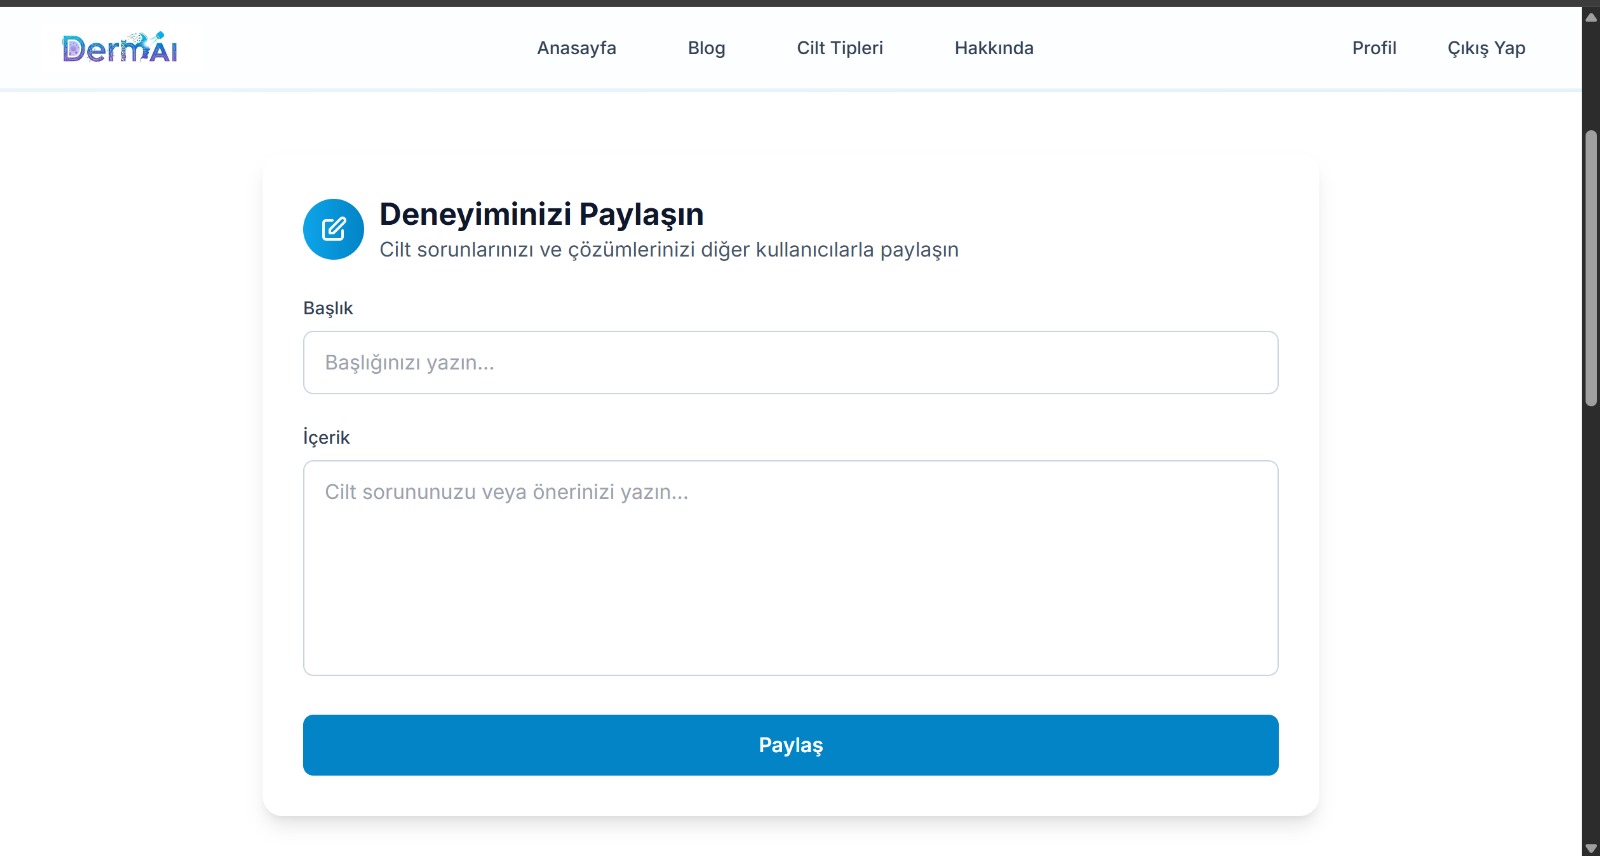 DermAI
Anasayfa
Blog
Cilt Tipleri
Hakkında
Profil
Çıkış Yap
Deneyiminizi Paylaşın
Cilt sorunlarınızı ve çözümlerinizi diğer kullanıcılarla paylaşın
Başlık
Başlığınızı yazın...
İçerik
Cilt sorununuzu veya önerinizi yazın...
Paylaş